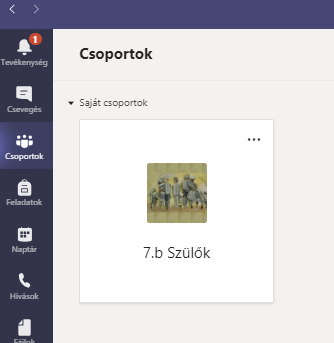 1
Tevékenység
Csevegés
Csoportok
Feladatok
Naptár
Hívások
Fájlok
Csoportok
Saját csoportok
7.b Szülők